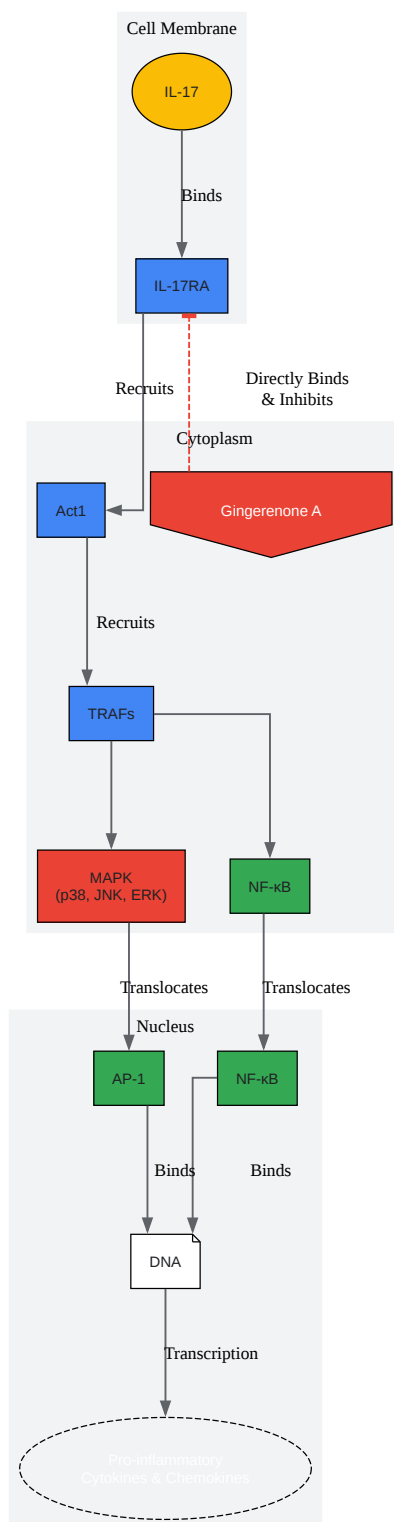 Cell Membrane
IL-17
Binds
IL-17RA
Recruits
Directly Binds
& Inhibits
Cytoplasm
Act1
Gingerenone A
Recruits
TRAFs
MAPK
(p38, JNK, ERK)
NF-κB
Translocates
Translocates
Nucleus
AP-1
NF-κB
Binds
Binds
DNA
Transcription
Pro-inflammatory
Cytokines & Chemokines